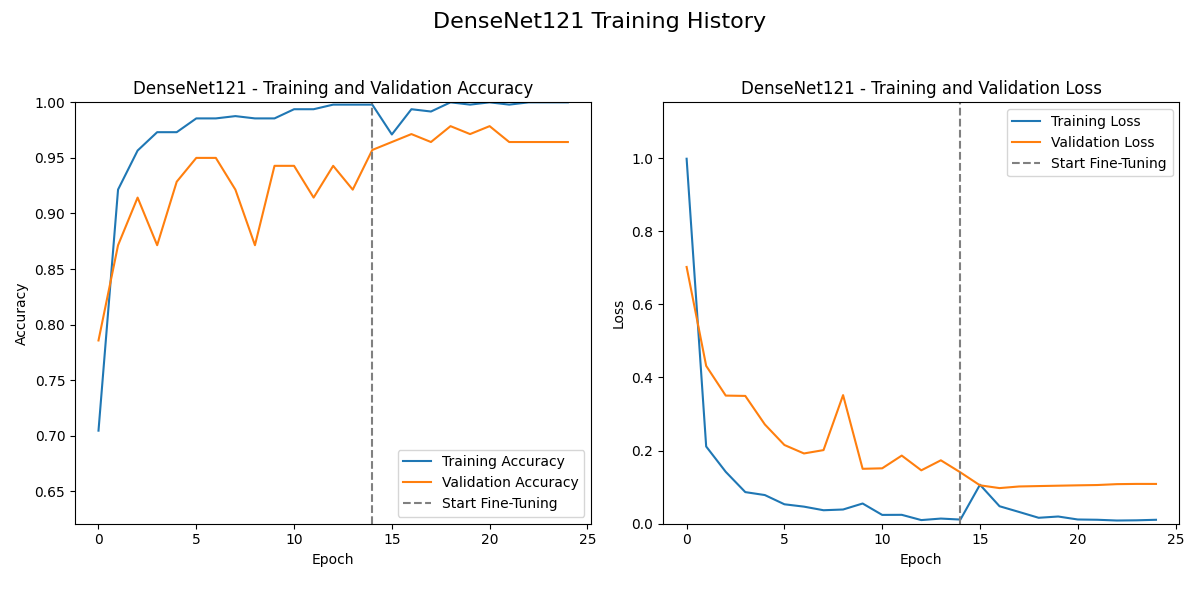 DenseNet121 Training History
DenseNet121 - Training and Validation Accuracy
1.00
0.95
0.90
0.85
0.80
0.75
0.70
0.65
Accuracy
0
5
10
15
20
25
Epoch
Training Accuracy
Validation Accuracy
Start Fine-Tuning
DenseNet121 - Training and Validation Loss
1.0
0.8
0.6
0.4
0.2
0.0
Loss
0
5
10
15
20
25
Epoch
Training Loss
Validation Loss
Start Fine-Tuning